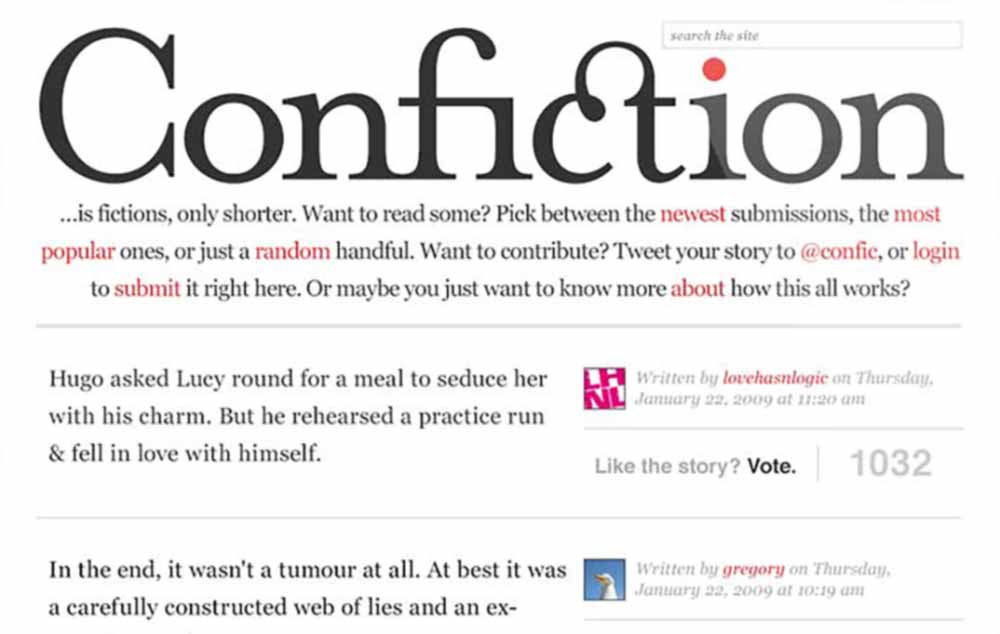 search the site
Confiction
...is fictions, only shorter. Want to read some? Pick between the newest submissions, the most
popular ones, or just a random handful. Want to contribute? Tweet your story to @confic, or login
to submit it right here. Or maybe you just want to know more about how this all works?
Hugo asked Lucy round for a meal to seduce her
with his charm. But he rehearsed a practice run
& fell in love with himself.
LH
NL
Written by lovehasnlogic on Thursday,
January 22, 2009 at 11:20 am
Like the story? Vote.
1032
In the end, it wasn't a tumour at all. At best it was
a carefully constructed web of lies and an ex-
Written by gregory on Thursday,
January 22, 2009 at 10:19 am